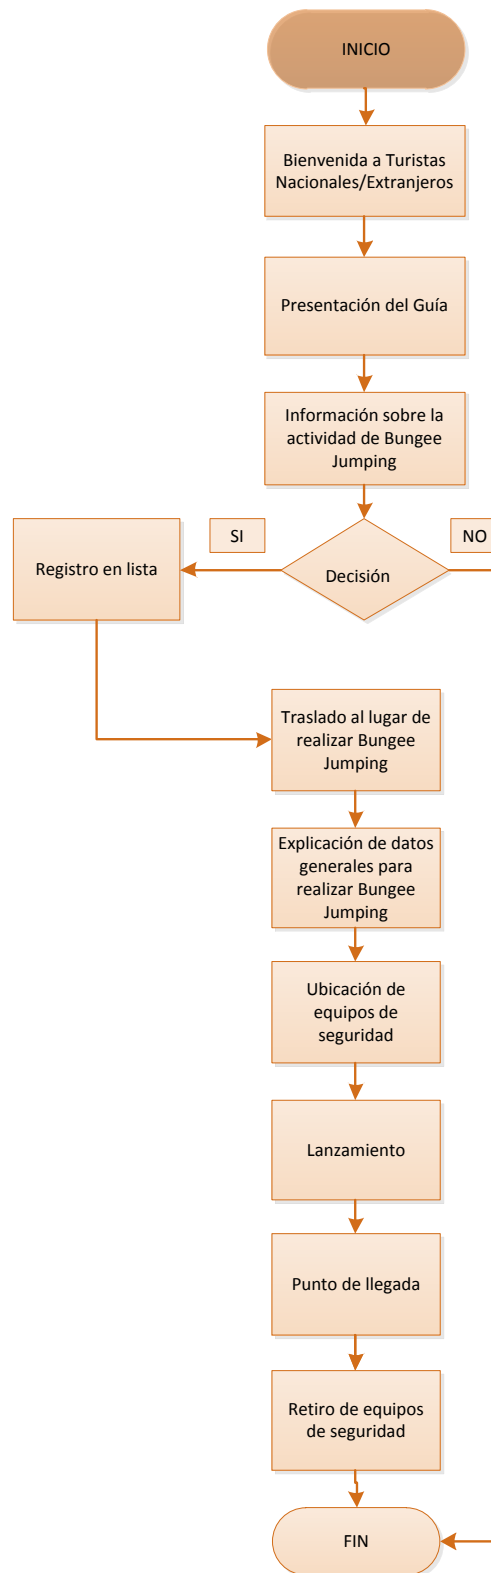 INICIO
Bienvenida a Turistas
Nacionales/Extranjeros
Presentación del Guía
Información sobre la
actividad de Bungee
Jumping
SI
NO
Registro en lista
Decisión
Traslado al lugar de
realizar Bungee
Jumping
Explicación de datos
generales para
realizar Bungee
Jumping
Ubicación de
equipos de
seguridad
Lanzamiento
Punto de llegada
Retiro de equipos
de seguridad
FIN